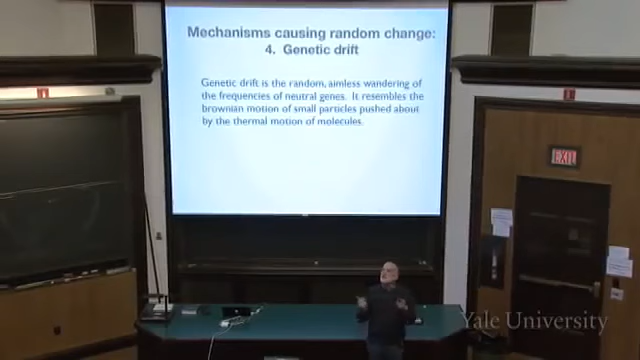 Mechanisms causing random change:
4. Genetic drift
Genetic drift is the random, aimless wandering of
the frequencies of neutral genes. It resembles the
brownian motion of small particles pushed about
by the thermal motion of molecules.
EXIT
Yale University